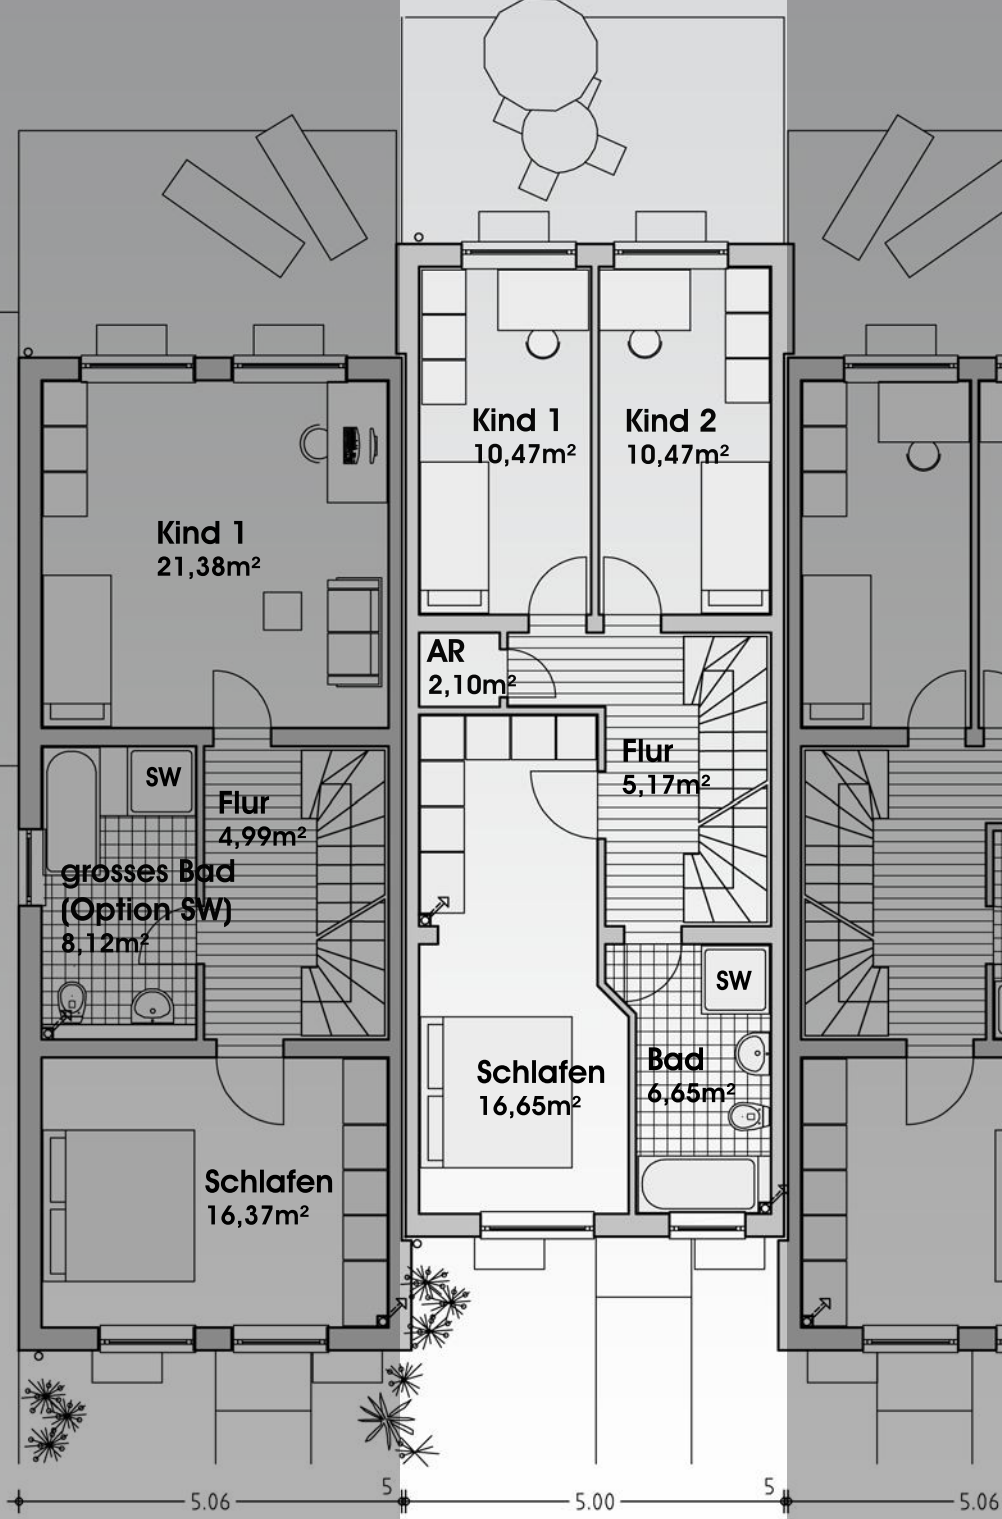 Kind 1
10,47m²
Kind 2
10,47m²
Kind 1
21,38m²
AR
2,10m²
Flur
5,17m²
SW
Flur
4,99m²
grosses Bad
(Option SW)
8,12m²
SW
Schlafen
16,65m²
Bad
6,65m²
Schlafen
16,37m²
5.06
5
5.00
5
5.06